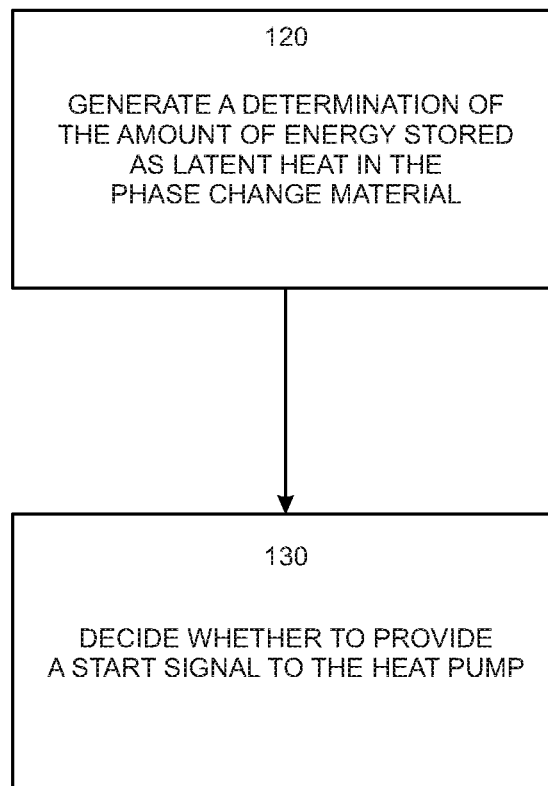 120
GENERATE A DETERMINATION OF
THE AMOUNT OF ENERGY STORED
AS LATENT HEAT IN THE
PHASE CHANGE MATERIAL
130
DECIDE WHETHER TO PROVIDE
A START SIGNAL TO THE HEAT PUMP